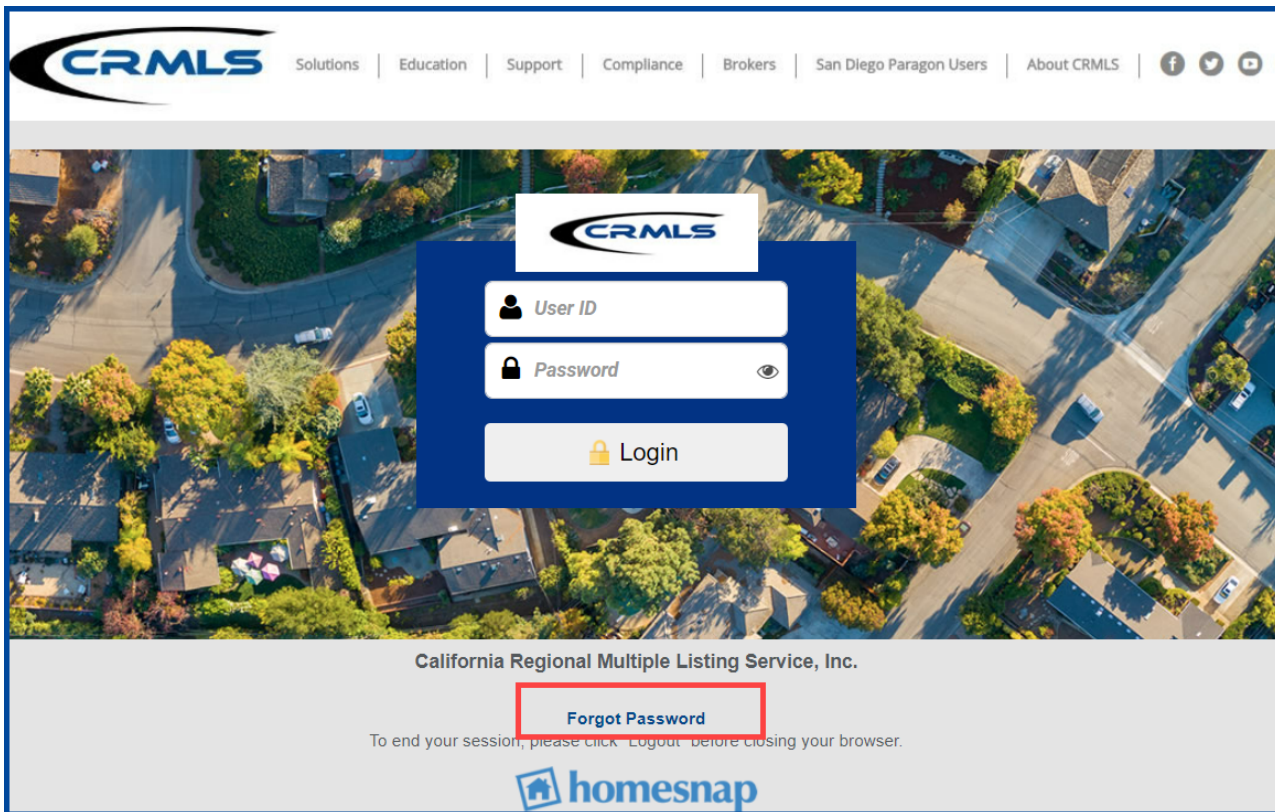 CRMLS
Solutions | Education | Support | Compliance | Brokers | San Diego Paragon Users | About CRMLS |
CRMLS
User ID
Password
Login
California Regional Multiple Listing Service, Inc.
Forgot Password
To end your session, please click "Logout" before closing your browser.
homesnap